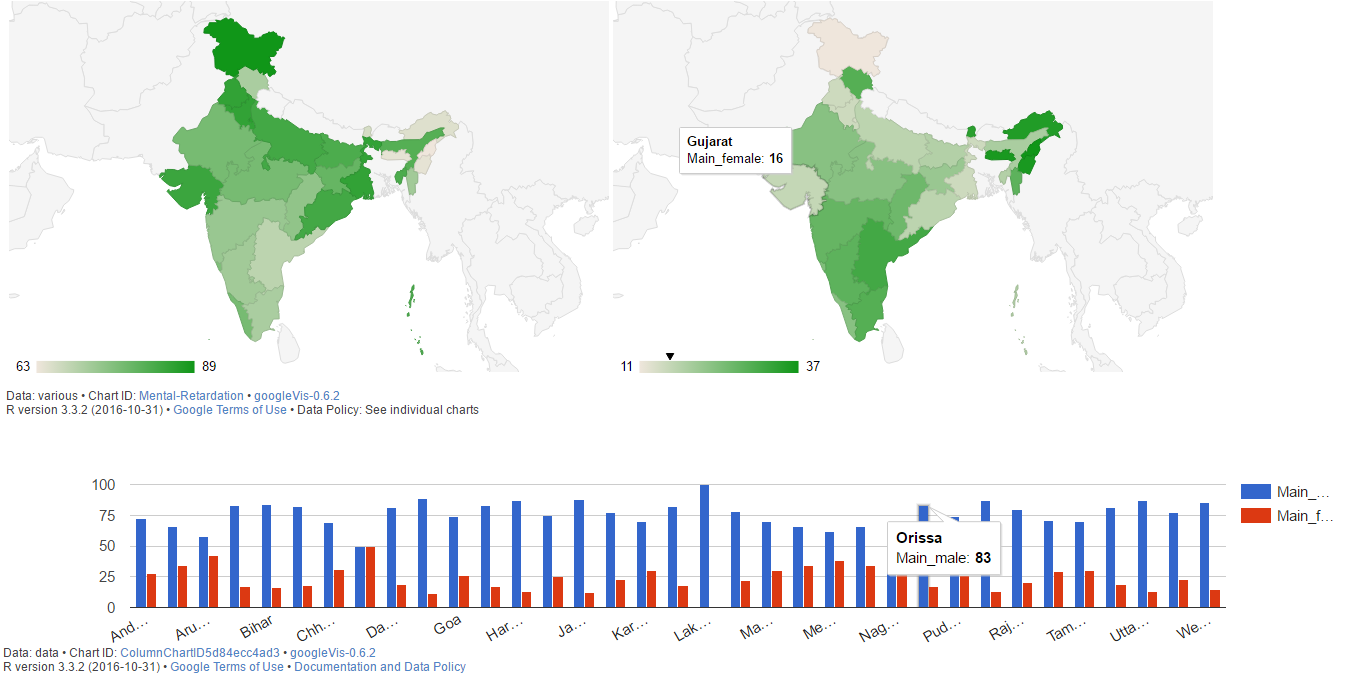 Gujarat
Main_female: 16
63 89
11 37
Data: various • Chart ID: Mental-Retardation • googleVis-0.6.2
R version 3.3.2 (2016-10-31) • Google Terms of Use • Data Policy: See individual charts
100
75
50
25
0
Main_...
Main_f...
Orissa
Main_male: 83
And... Aru... Bihar Chh... Da... Goa Har... Ja... Kar... Lak... Ma... Me... Nag... Pud... Raj... Tam... Utta... We...
Data: data • Chart ID: ColumnChartID5d84ecc4ad3 • googleVis-0.6.2
R version 3.3.2 (2016-10-31) • Google Terms of Use • Documentation and Data Policy